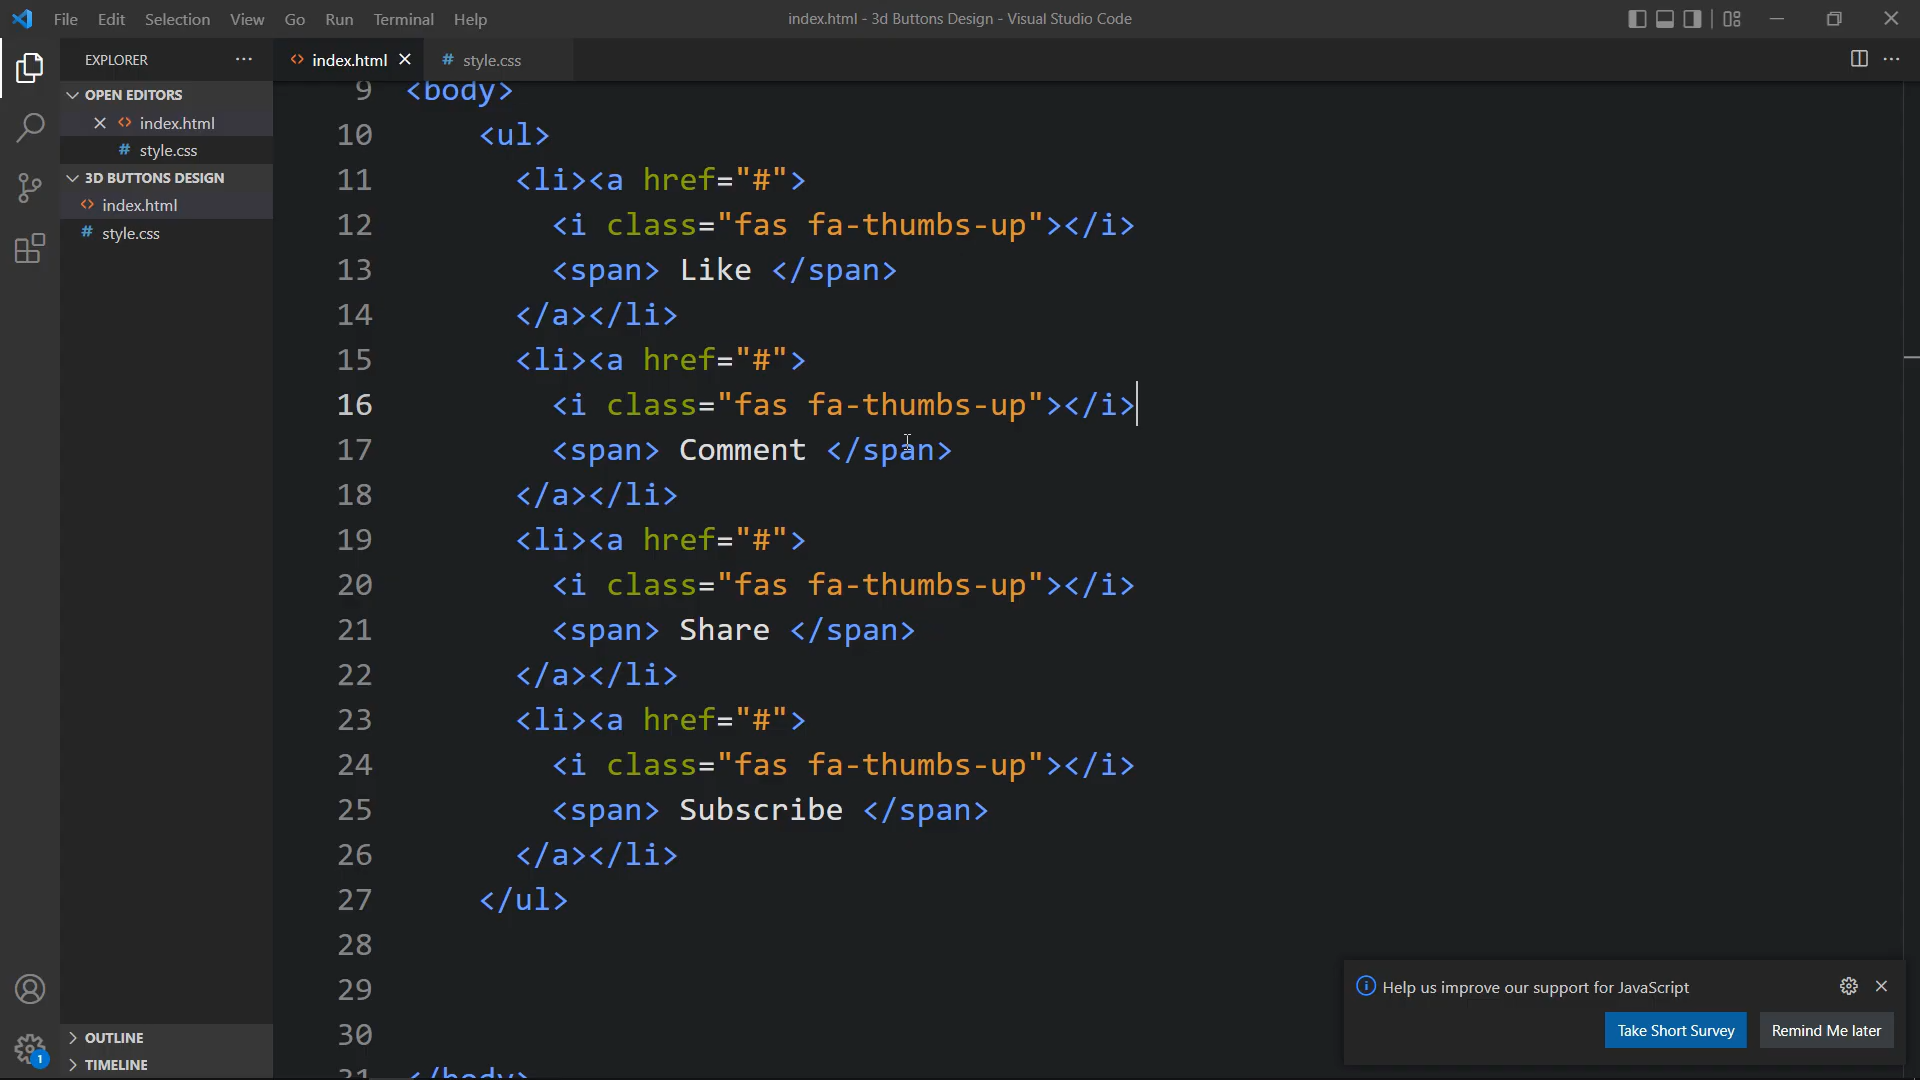 File Edit Selection View Go Run Terminal Help
index.html - 3d Buttons Design - Visual Studio Code
EXPLORER
OPEN EDITORS
index.html
# style.css
3D BUTTONS DESIGN
index.html
# style.css
OUTLINE
TIMELINE
1
<> index.html
# style.css
9 <body>
10 <ul>
11 <li><a href="#">
12 <i class="fas fa-thumbs-up"></i>
13 <span> Like </span>
14 </a></li>
15 <li><a href="#">
16 <i class="fas fa-thumbs-up"></i>
17 <span> Comment </span>
18 </a></li>
19 <li><a href="#">
20 <i class="fas fa-thumbs-up"></i>
21 <span> Share </span>
22 </a></li>
23 <li><a href="#">
24 <i class="fas fa-thumbs-up"></i>
25 <span> Subscribe </span>
26 </a></li>
27 </ul>
28
29
30
31 </body>
Help us improve our support for JavaScript
Take Short Survey
Remind Me later